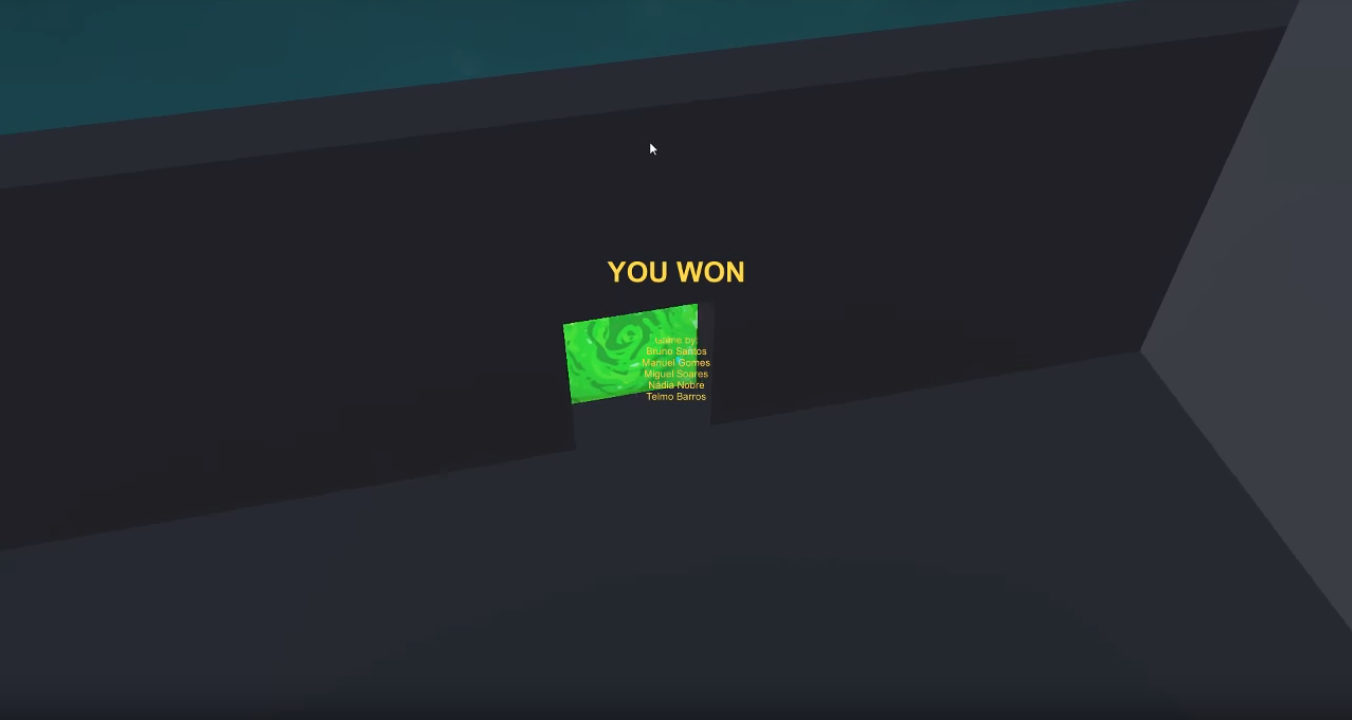 YOU WON
Game by:
Bruno Santos
Manuel Gomes
Miguel Soares
Nádia Nobre
Telmo Barros